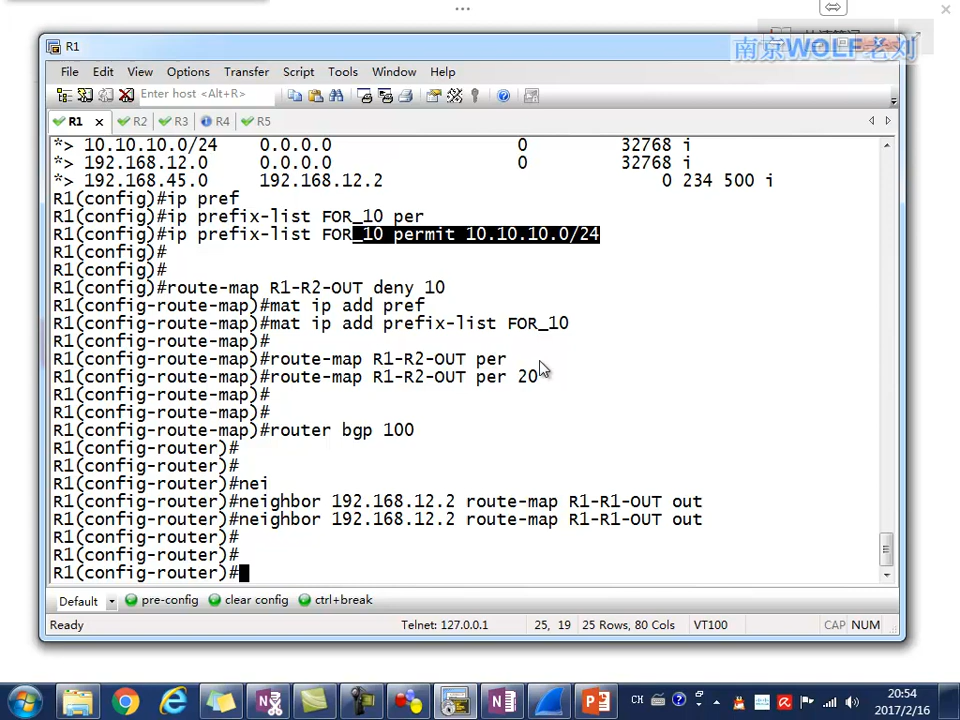 R1
南京WOLF老刘
File Edit View Options Transfer Script Tools Window Help
Enter host <Alt+R>
R1 R2 R3 R4 R5
*> 10.10.10.0/24 0.0.0.0 0 32768 i
*> 192.168.12.0 0.0.0.0 0 32768 i
*> 192.168.45.0 192.168.12.2 0 234 500 i
R1(config)#ip pref
R1(config)#ip prefix-list FOR_10 per
R1(config)#ip prefix-list FOR_10 permit 10.10.10.0/24
R1(config)#
R1(config)#
R1(config)#route-map R1-R2-OUT deny 10
R1(config-route-map)#mat ip add pref
R1(config-route-map)#mat ip add prefix-list FOR_10
R1(config-route-map)#
R1(config-route-map)#route-map R1-R2-OUT per
R1(config-route-map)#route-map R1-R2-OUT per 20
R1(config-route-map)#
R1(config-route-map)#
R1(config-route-map)#router bgp 100
R1(config-router)#
R1(config-router)#
R1(config-router)#nei
R1(config-router)#neighbor 192.168.12.2 route-map R1-R1-OUT out
R1(config-router)#neighbor 192.168.12.2 route-map R1-R1-OUT out
R1(config-router)#
R1(config-router)#
R1(config-router)#
Default pre-config clear config ctrl+break
Ready Telnet: 127.0.0.1 25, 19 25 Rows, 80 Cols VT100 CAP NUM
CH 20:54
2017/2/16